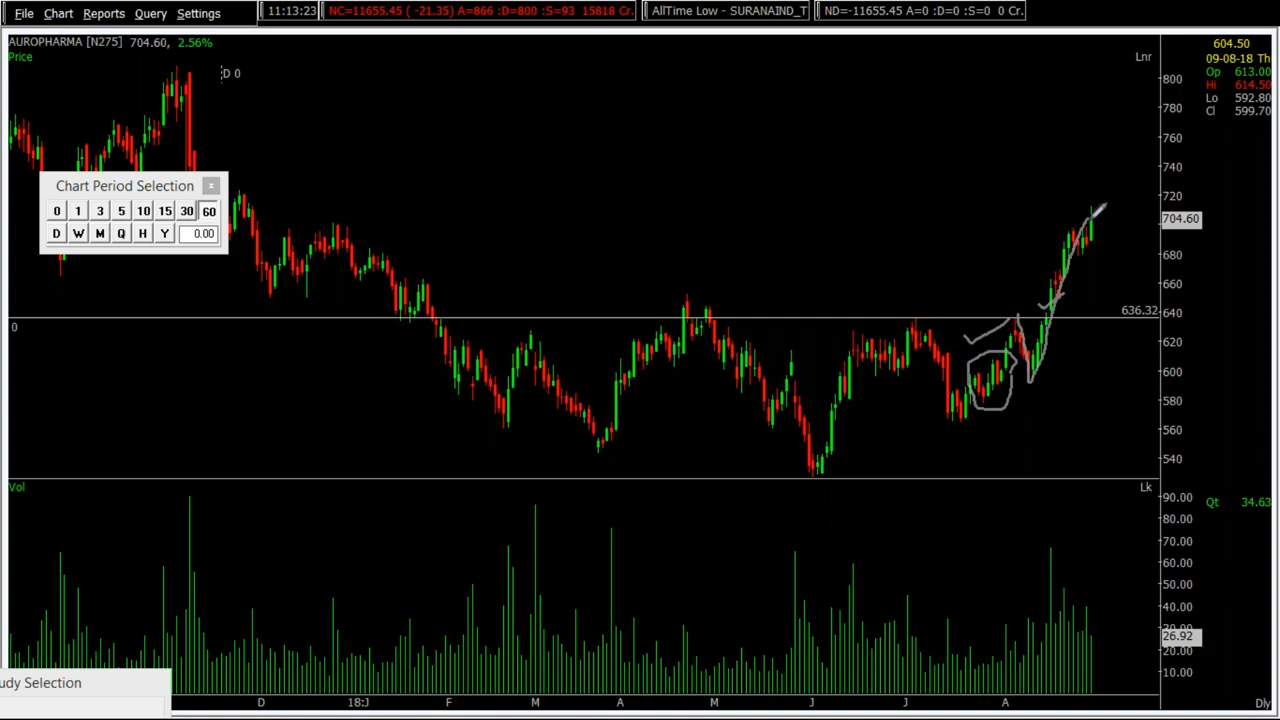 File Chart Reports Query Settings
11:13:23 NC=11655.45 ( -21.35) A=866 :D=800 :S=93 15818 Cr. AllTime Low - SURANAIND_T ND=-11655.45 A=0 :D=0 :S=0 0 Cr.
AUROPHARMA [N275] 704.60, 2.56%
Price
D 0
Lnr
604.50
09-08-18 Th
Op 613.00
Hi 614.50
Lo 592.80
Cl 599.70
Chart Period Selection x
0 1 3 5 10 15 30 60
D W M Q H Y 0.00
800
780
760
740
720
704.60
680
660
636.32
640
0
620
600
580
560
540
Vol
Lk
Qt 34.63
90.00
80.00
70.00
60.00
50.00
40.00
30.00
26.92
20.00
10.00
udy Selection
D 18:J F M A M J J A Dly